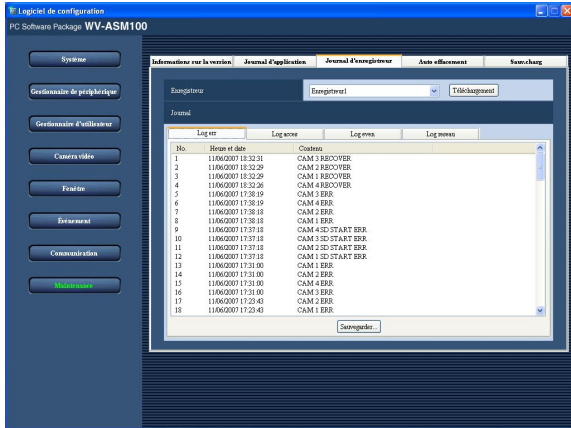 Logiciel de configuration
PC Software Package WV-ASM100
Système
Gestionnaire de périphérique
Gestionnaire d'utilisateur
Caméra vidéo
Fenêtre
Evénement
Communication
Maintenance
Informations sur la version Journal d'application Journal d'enregistreur Auto effacement Sauv.charg
Enregistreur Enregistreur1 Téléchargement
Journal
Log err Log acces Log even Log reseau
No. Heure et date Contenu
1 11/06/2007 18:32:31 CAM 3 RECOVER
2 11/06/2007 18:32:29 CAM 2 RECOVER
3 11/06/2007 18:32:29 CAM 1 RECOVER
4 11/06/2007 18:32:26 CAM 4 RECOVER
5 11/06/2007 17:38:19 CAM 3 ERR
6 11/06/2007 17:38:19 CAM 4 ERR
7 11/06/2007 17:38:18 CAM 2 ERR
8 11/06/2007 17:38:18 CAM 1 ERR
9 11/06/2007 17:37:18 CAM 4 SD START ERR
10 11/06/2007 17:37:18 CAM 3 SD START ERR
11 11/06/2007 17:37:18 CAM 2 SD START ERR
12 11/06/2007 17:37:18 CAM 1 SD START ERR
13 11/06/2007 17:31:00 CAM 1 ERR
14 11/06/2007 17:31:00 CAM 2 ERR
15 11/06/2007 17:31:00 CAM 4 ERR
16 11/06/2007 17:31:00 CAM 3 ERR
17 11/06/2007 17:23:43 CAM 2 ERR
18 11/06/2007 17:23:43 CAM 1 ERR
Sauvegarder...